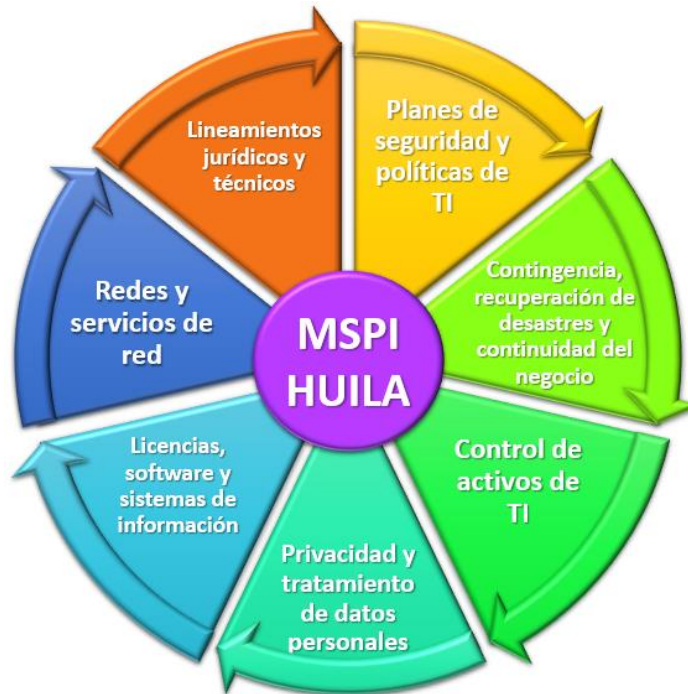 Lineamientos
jurídicos y
técnicos
Planes de
seguridad y
políticas de
TI
Contingencia,
recuperación de
desastres y
continuidad del
negocio
Control de
activos de
TI
Privacidad y
tratamiento
de datos
personales
Licencias,
software y
sistemas de
información
Redes y
servicios de
red
MSPI
HUILA